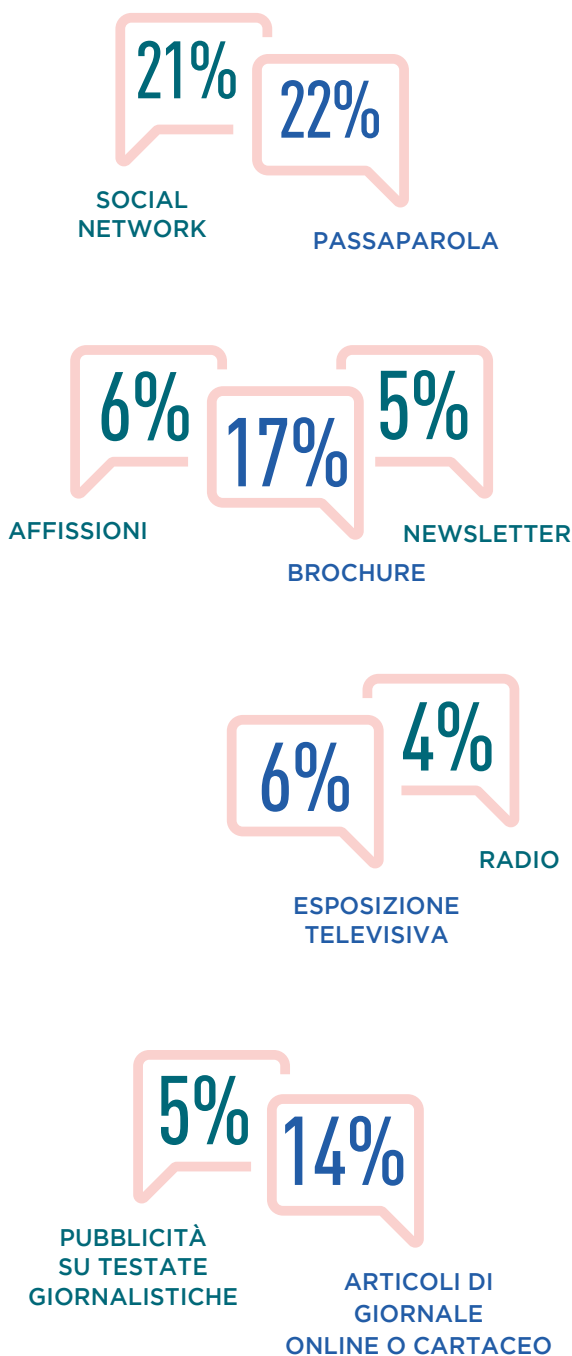 21%
22%
SOCIAL
NETWORK
PASSAPAROLA
6%
17%
5%
AFFISSIONI
BROCHURE
NEWSLETTER
6%
4%
ESPOSIZIONE
TELEVISIVA
RADIO
5%
14%
PUBBLICITÀ
SU TESTATE
GIORNALISTICHE
ARTICOLI DI
GIORNALE
ONLINE O CARTACEO